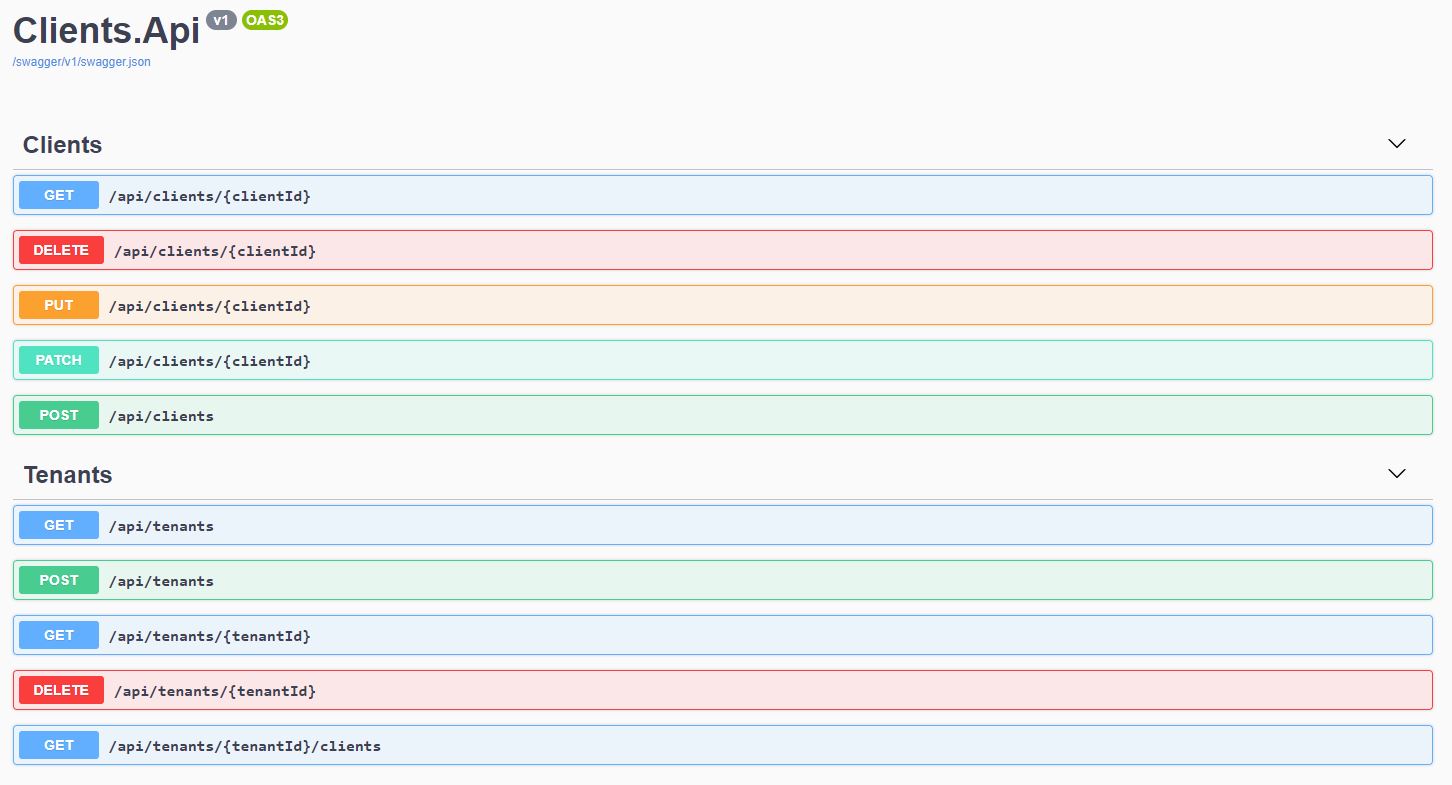 Clients.Api v1 OAS3
/swagger/v1/swagger.json
Clients
GET /api/clients/{clientId}
DELETE /api/clients/{clientId}
PUT /api/clients/{clientId}
PATCH /api/clients/{clientId}
POST /api/clients
Tenants
GET /api/tenants
POST /api/tenants
GET /api/tenants/{tenantId}
DELETE /api/tenants/{tenantId}
GET /api/tenants/{tenantId}/clients